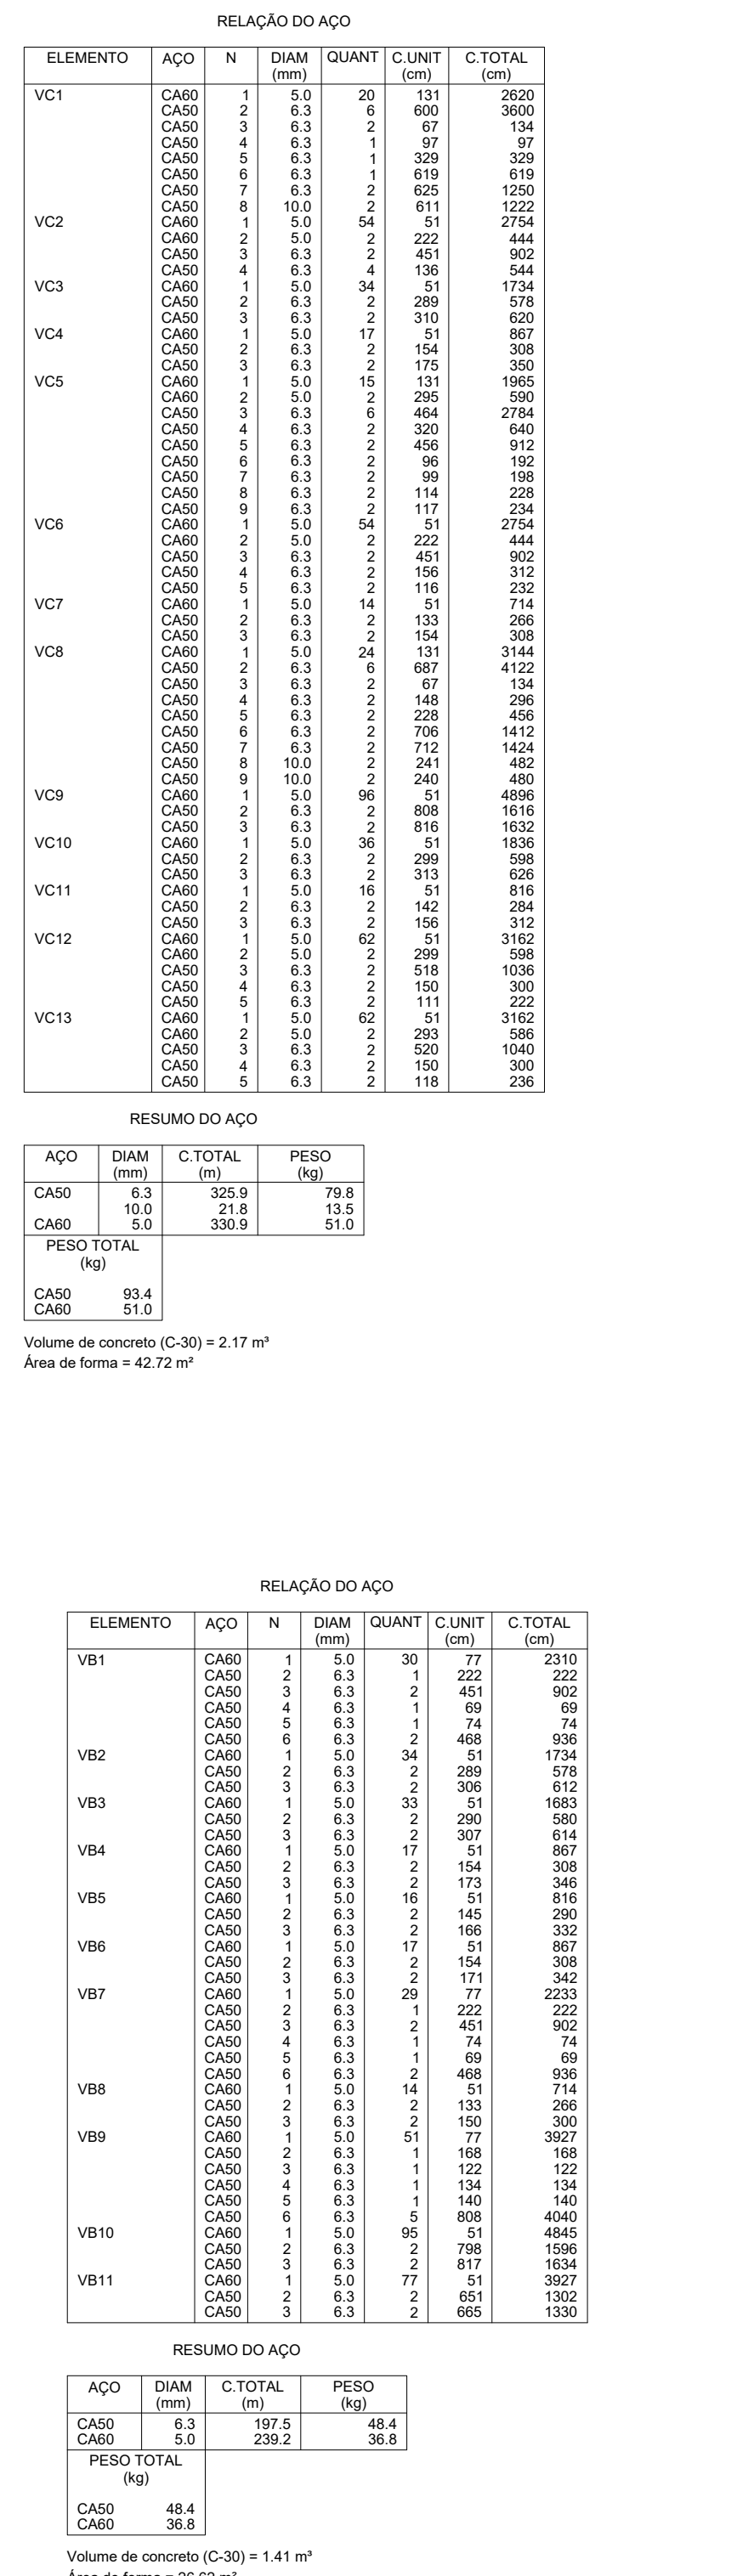 RELAÇÃO DO AÇO
ELEMENTO AÇO N DIAM QUANT C.UNIT C.TOTAL
(mm) (cm) (cm)
VC1 CA60 1 5.0 20 131 2620
CA50 2 6.3 6 600 3600
CA50 3 6.3 2 67 134
CA50 4 6.3 1 97 97
CA50 5 6.3 1 329 329
CA50 6 6.3 1 619 619
CA50 7 6.3 2 625 1250
CA50 8 10.0 2 611 1222
VC2 CA60 1 5.0 54 51 2754
CA60 2 5.0 2 222 444
CA50 3 6.3 2 451 902
CA50 4 6.3 4 136 544
VC3 CA60 1 5.0 34 51 1734
CA50 2 6.3 2 289 578
CA50 3 6.3 2 310 620
VC4 CA60 1 5.0 17 51 867
CA50 2 6.3 2 154 308
CA50 3 6.3 2 175 350
VC5 CA60 1 5.0 15 131 1965
CA60 2 5.0 2 295 590
CA50 3 6.3 6 464 2784
CA50 4 6.3 2 320 640
CA50 5 6.3 2 456 912
CA50 6 6.3 2 96 192
CA50 7 6.3 2 99 198
CA50 8 6.3 2 114 228
CA50 9 6.3 2 117 234
VC6 CA60 1 5.0 54 51 2754
CA60 2 5.0 2 222 444
CA50 3 6.3 2 451 902
CA50 4 6.3 2 156 312
CA50 5 6.3 2 116 232
VC7 CA60 1 5.0 14 51 714
CA50 2 6.3 2 133 266
CA50 3 6.3 2 154 308
VC8 CA60 1 5.0 24 131 3144
CA50 2 6.3 6 687 4122
CA50 3 6.3 2 67 134
CA50 4 6.3 2 148 296
CA50 5 6.3 2 228 456
CA50 6 6.3 2 706 1412
CA50 7 6.3 2 712 1424
CA50 8 10.0 2 241 482
CA50 9 10.0 2 240 480
VC9 CA60 1 5.0 96 51 4896
CA50 2 6.3 2 808 1616
CA50 3 6.3 2 816 1632
VC10 CA60 1 5.0 36 51 1836
CA50 2 6.3 2 299 598
CA50 3 6.3 2 313 626
VC11 CA60 1 5.0 16 51 816
CA50 2 6.3 2 142 284
CA50 3 6.3 2 156 312
VC12 CA60 1 5.0 62 51 3162
CA60 2 5.0 2 299 598
CA50 3 6.3 2 518 1036
CA50 4 6.3 2 150 300
CA50 5 6.3 2 111 222
VC13 CA60 1 5.0 62 51 3162
CA60 2 5.0 2 293 586
CA50 3 6.3 2 520 1040
CA50 4 6.3 2 150 300
CA50 5 6.3 2 118 236
RESUMO DO AÇO
AÇO DIAM C.TOTAL PESO
(mm) (m) (kg)
CA50 6.3 325.9 79.8
10.0 21.8 13.5
CA60 5.0 330.9 51.0
PESO TOTAL
(kg)
CA50 93.4
CA60 51.0
Volume de concreto (C-30) = 2.17 m³
Área de forma = 42.72 m²
RELAÇÃO DO AÇO
ELEMENTO AÇO N DIAM QUANT C.UNIT C.TOTAL
(mm) (cm) (cm)
VB1 CA60 1 5.0 30 77 2310
CA50 2 6.3 1 222 222
CA50 3 6.3 2 451 902
CA50 4 6.3 1 69 69
CA50 5 6.3 1 74 74
CA50 6 6.3 2 468 936
VB2 CA60 1 5.0 34 51 1734
CA50 2 6.3 2 289 578
CA50 3 6.3 2 306 612
VB3 CA60 1 5.0 33 51 1683
CA50 2 6.3 2 290 580
CA50 3 6.3 2 307 614
VB4 CA60 1 5.0 17 51 867
CA50 2 6.3 2 154 308
CA50 3 6.3 2 173 346
VB5 CA60 1 5.0 16 51 816
CA50 2 6.3 2 145 290
CA50 3 6.3 2 166 332
VB6 CA60 1 5.0 17 51 867
CA50 2 6.3 2 154 308
CA50 3 6.3 2 171 342
VB7 CA60 1 5.0 29 77 2233
CA50 2 6.3 1 222 222
CA50 3 6.3 2 451 902
CA50 4 6.3 1 74 74
CA50 5 6.3 1 69 69
CA50 6 6.3 2 468 936
VB8 CA60 1 5.0 14 51 714
CA50 2 6.3 2 133 266
CA50 3 6.3 2 150 300
VB9 CA60 1 5.0 51 77 3927
CA50 2 6.3 1 168 168
CA50 3 6.3 1 122 122
CA50 4 6.3 1 134 134
CA50 5 6.3 1 140 140
CA50 6 6.3 5 808 4040
VB10 CA60 1 5.0 95 51 4845
CA50 2 6.3 2 798 1596
CA50 3 6.3 2 817 1634
VB11 CA60 1 5.0 77 51 3927
CA50 2 6.3 2 651 1302
CA50 3 6.3 2 665 1330
RESUMO DO AÇO
AÇO DIAM C.TOTAL PESO
(mm) (m) (kg)
CA50 6.3 197.5 48.4
CA60 5.0 239.2 36.8
PESO TOTAL
(kg)
CA50 48.4
CA60 36.8
Volume de concreto (C-30) = 1.41 m³